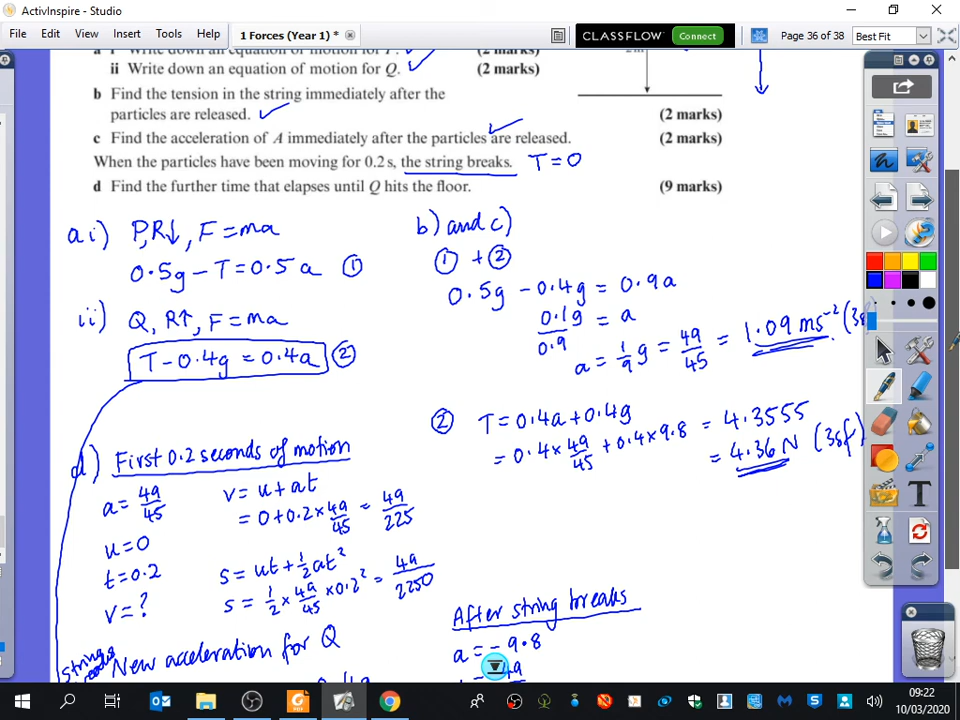 ActivInspire - Studio
File Edit View Insert Tools Help
1 Forces (Year 1)
CLASSFLOW Connect
Page 36 of 38
Best Fit
(2 marks)
ii Write down an equation of motion for Q. (2 marks)
b Find the tension in the string immediately after the
particles are released. (2 marks)
c Find the acceleration of A immediately after the particles are released. (2 marks)
When the particles have been moving for 0.2 s, the string breaks. T=0
d Find the further time that elapses until Q hits the floor. (9 marks)
a i) P, R↓, F = ma
0.5g - T = 0.5a ①
ii) Q, R↑, F = ma
T - 0.4g = 0.4a ②
b) and c)
① + ②
0.5g - 0.4g = 0.9a
0.1g/0.9 = a
a = 1/9 g = 49/45 = 1.09 ms⁻² (3s
② T = 0.4a + 0.4g
= 0.4 × 49/45 + 0.4 × 9.8 = 4.3555
= 4.36 N (3sf)
d) First 0.2 seconds of motion
a = 49/45
u = 0
t = 0.2
v = ?
v = u + at
= 0 + 0.2 × 49/45 = 49/225
s = ut + 1/2 at²
s = 1/2 × 49/45 × 0.2² = 49/2250
String breaks
New acceleration for Q
After string breaks
a = -9.8
09:22
10/03/2020